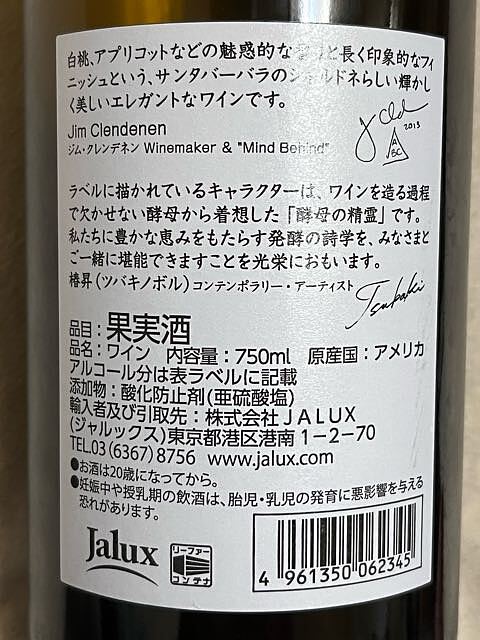 白桃、アプリコットなどの魅惑的な と長く印象的なフィ
ニッシュという、サンタバーバラのシャルドネらしい輝かし
く美しいエレガントなワインです。
Jim Clendenen
ジム・クレンデネン Winemaker & "Mind Behind"
2013
ABC
ラベルに描かれているキャラクターは、ワインを造る過程
で欠かせない酵母から着想した「酵母の精霊」です。
私たちに豊かな恵みをもたらす発酵の詩学を、みなさまと
ご一緒に堪能できますことを光栄におもいます。
椿昇(ツバキノボル)コンテンポラリー・アーティスト
Tsubaki
品目:果実酒
品名:ワイン 内容量:750ml 原産国:アメリカ
アルコール分は表ラベルに記載
添加物:酸化防止剤(亜硫酸塩)
輸入者及び引取先:株式会社JALUX
(ジャルックス)東京都港区港南1-2-70
TEL.03(6367)8756 www.jalux.com
●お酒は20歳になってから。
●妊娠中や授乳期の飲酒は、胎児・乳児の発育に悪影響を与える
恐れがあります。
Jalux
リーファー
コンテナ
4 961350 062345